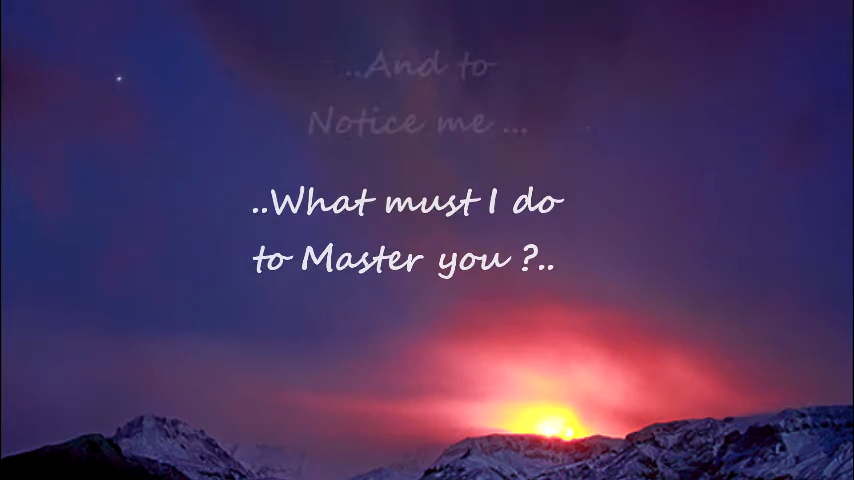 ..And to
Notice me ...
..What must I do
to Master you ?..